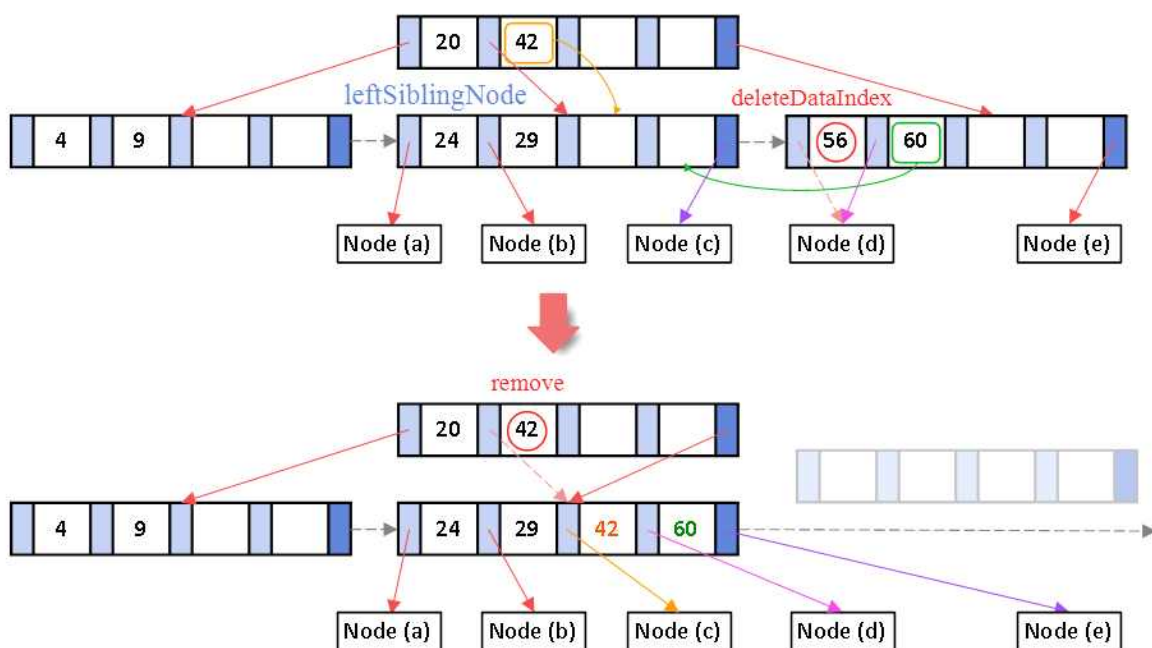 20 42
leftSiblingNode
deleteDataIndex
4 9 24 29 56 60
Node (a) Node (b) Node (c) Node (d) Node (e)
remove
20 42
4 9 24 29 42 60
Node (a) Node (b) Node (c) Node (d) Node (e)